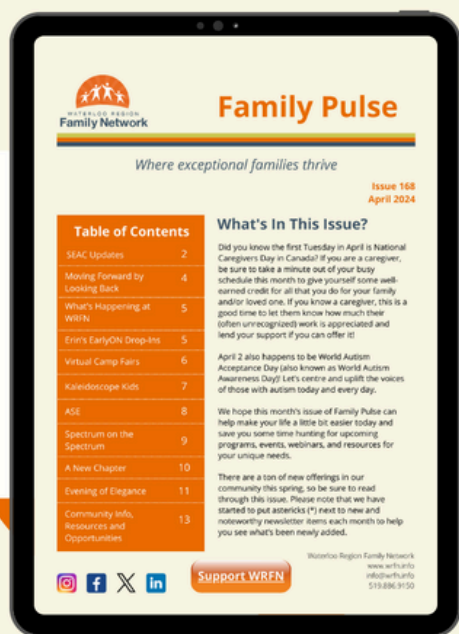 WATERLOO REGION
Family Network
Family Pulse
Where exceptional families thrive
Issue 168
April 2024
Table of Contents
SEAC Updates 2
Moving Forward by
Looking Back 4
What's Happening at
WRFN 5
Erin's EarlyON Drop-Ins 5
Virtual Camp Fairs 6
Kaleidoscope Kids 7
ASE 8
Spectrum on the
Spectrum 9
A New Chapter 10
Evening of Elegance 11
Community Info,
Resources and
Opportunities 13
What's In This Issue?
Did you know the first Tuesday in April is National
Caregivers Day in Canada? If you are a caregiver,
be sure to take a minute out of your busy
schedule this month to give yourself some well-
earned credit for all that you do for your family
and/or loved one. If you know a caregiver, this is a
good time to let them know how much their
(often unrecognized) work is appreciated and
lend your support if you can offer it!
April 2 also happens to be World Autism
Acceptance Day (also known as World Autism
Awareness Day)! Let's centre and uplift the voices
of those with autism today and every day.
We hope this month's issue of Family Pulse can
help make your life a little bit easier today and
save you some time hunting for upcoming
programs, events, webinars, and resources for
your unique needs.
There are a ton of new offerings in our
community this spring, so be sure to read
through this issue. Please note that we have
started to put astericks (*) next to new and
noteworthy newsletter items each month to help
you see what's been newly added.
Support WRFN
Waterloo Region Family Network
www.wrfn.info
info@wrfn.info
519.886.9150